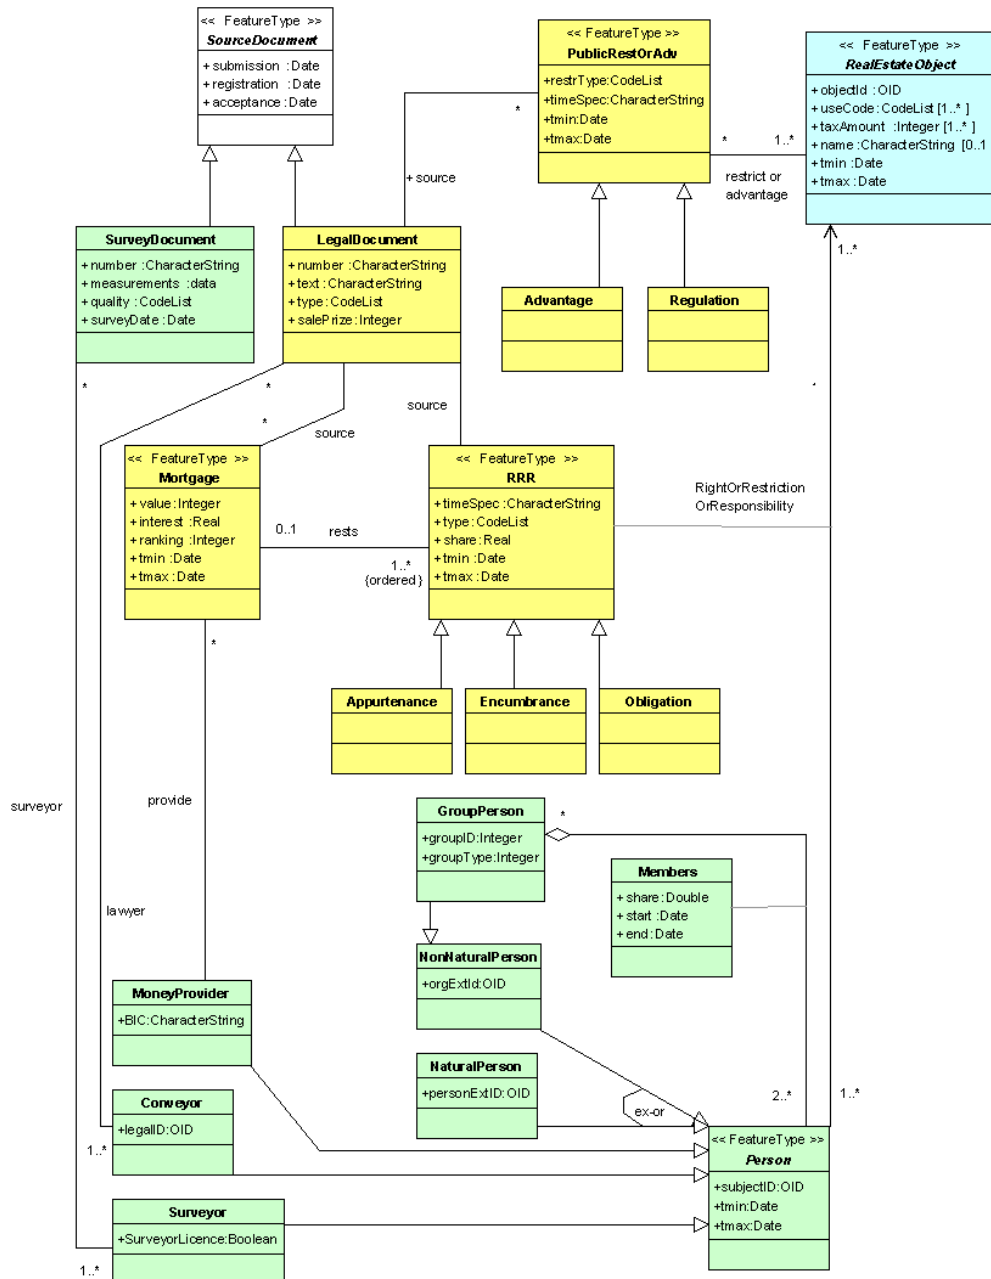 << FeatureType >>
SourceDocument
+ submission : Date
+ registration : Date
+ acceptance : Date
<< FeatureType >>
PublicRestOrAdv
+restrType:CodeList
+timeSpec:CharacterString
+tmin:Date
+tmax:Date
<< FeatureType >>
RealEstateObject
+ objectId : OID
+ useCode : CodeList [1..* ]
+ taxAmount : Integer [1..* ]
+ name : CharacterString [0..1
+ tmin : Date
+ tmax : Date
*
*
1..*
restrict or
advantage
+ source
SurveyDocument
+ number : CharacterString
+ measurements : data
+ quality : CodeList
+ surveyDate : Date
LegalDocument
+ number : CharacterString
+ text : CharacterString
+ type : CodeList
+ salePrize : Integer
Advantage
Regulation
1..*
*
*
*
*
source
source
<< FeatureType >>
Mortgage
+ value : Integer
+ interest : Real
+ ranking : Integer
+ tmin : Date
+ tmax : Date
0..1
rests
1..*
{ordered }
<< FeatureType >>
RRR
+timeSpec : CharacterString
+ type : CodeList
+ share : Real
+ tmin : Date
+ tmax : Date
RightOrRestriction
OrResponsibility
*
Appurtenance
Encumbrance
Obligation
surveyor
provide
lawyer
GroupPerson
+groupID:Integer
+groupType:Integer
*
Members
+ share : Double
+ start : Date
+ end : Date
NonNaturalPerson
+orgExtId:OID
MoneyProvider
+BIC:CharacterString
NaturalPerson
+personExtID:OID
ex-or
2..*
1..*
Conveyor
+legalID:OID
1..*
<< FeatureType >>
Person
+subjectID:OID
+tmin:Date
+tmax:Date
Surveyor
+SurveyorLicence:Boolean
1..*